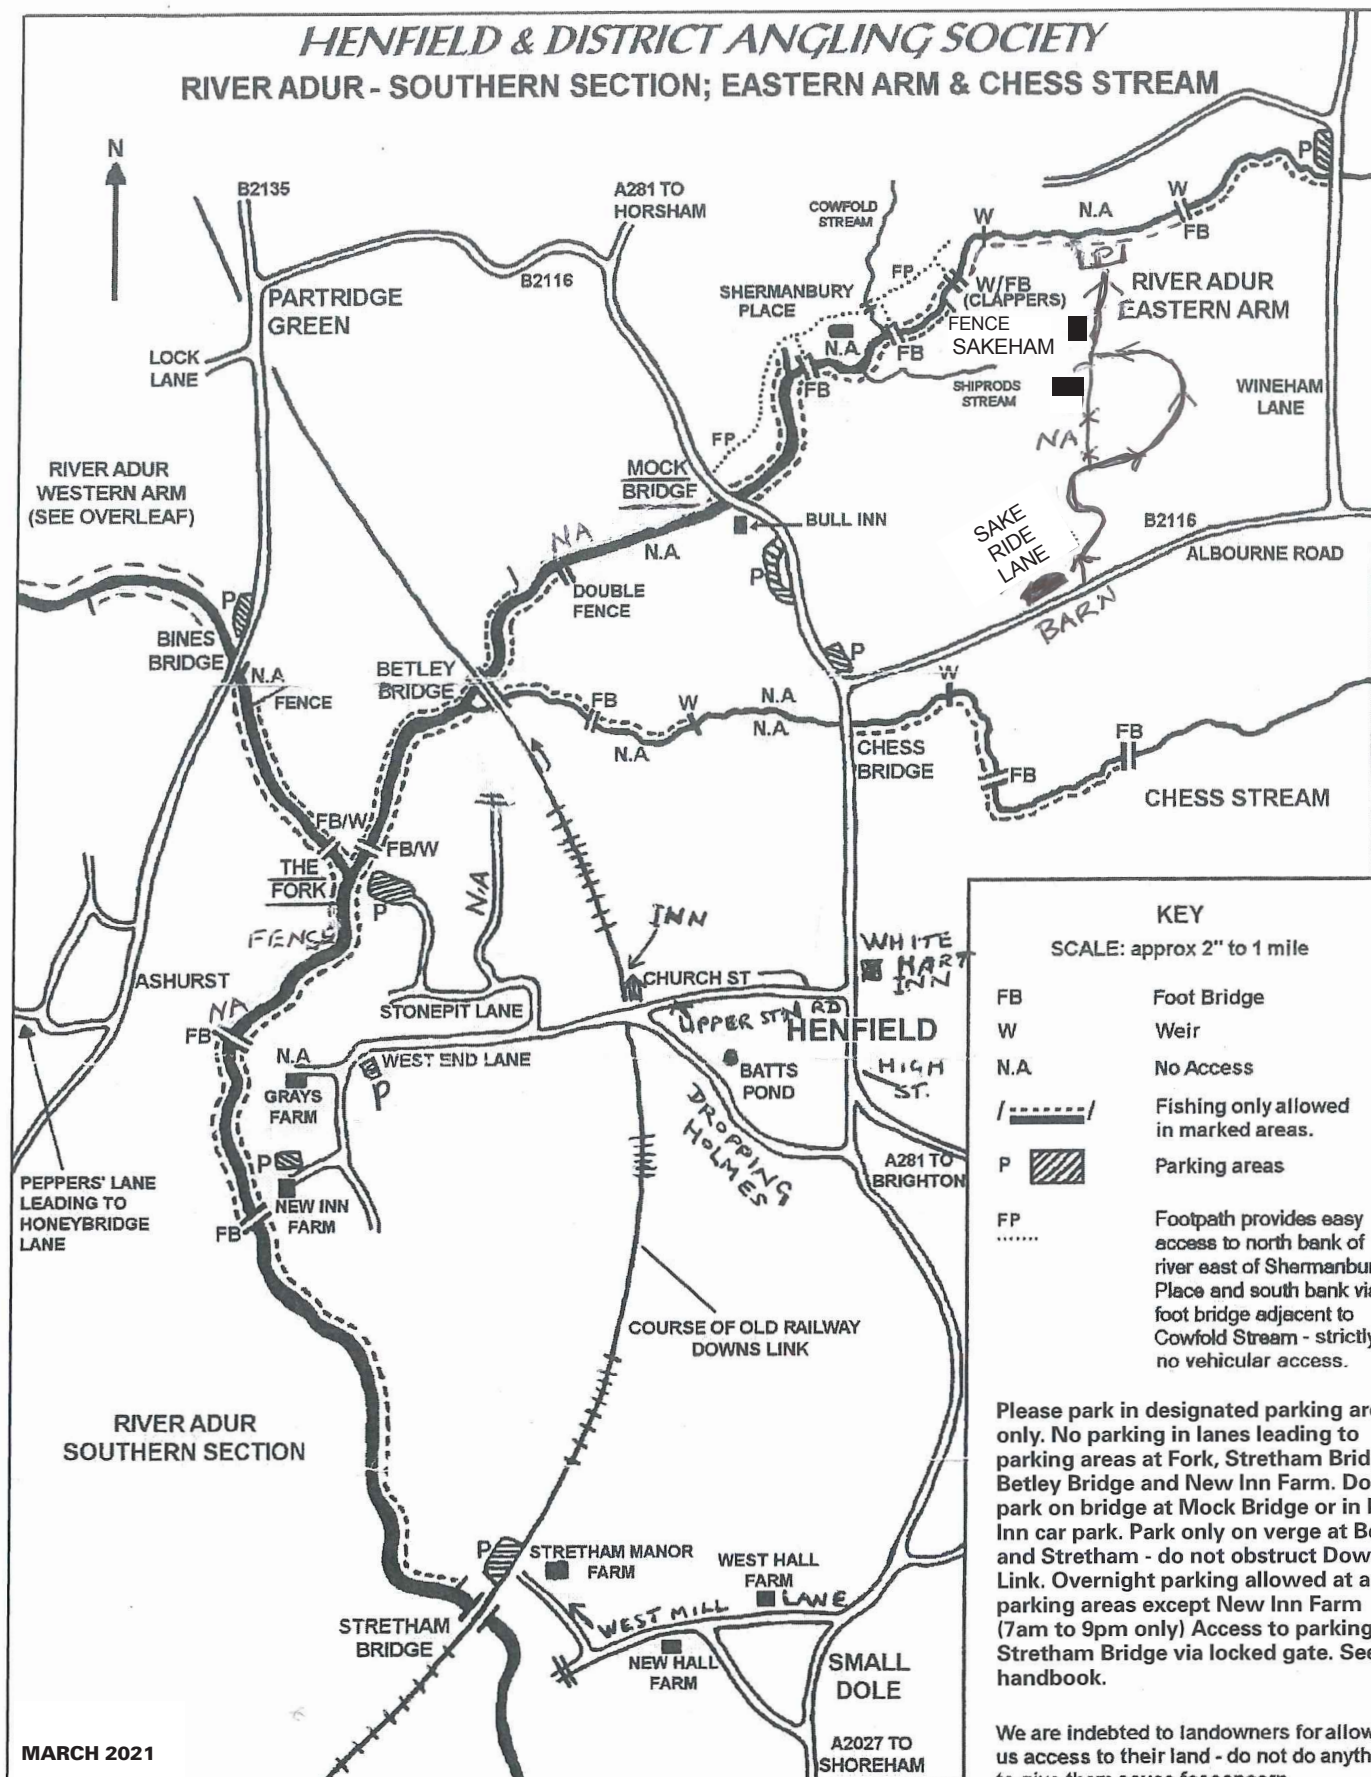 HENFIELD & DISTRICT ANGLING SOCIETY
RIVER ADUR - SOUTHERN SECTION; EASTERN ARM & CHESS STREAM
N
B2135
A281 TO
HORSHAM
COWFOLD
STREAM
W
N.A
W
FB
P
B2116
PARTRIDGE
GREEN
SHERMANBURY
PLACE
FP
W/FB
(CLAPPERS)
P
RIVER ADUR
EASTERN ARM
FENCE
SAKEHAM
N.A.
FB
FB
LOCK
LANE
SHIPRODS
STREAM
WINEHAM
LANE
FP
NA
RIVER ADUR
WESTERN ARM
(SEE OVERLEAF)
MOCK
BRIDGE
BULL INN
NA
N.A.
SAKE
RIDE
LANE
B2116
ALBOURNE ROAD
P
DOUBLE
FENCE
BARN
P
BINES
BRIDGE
N.A.
FENCE
BETLEY
BRIDGE
P
FB
W
N.A.
N.A.
N.A.
W
CHESS
BRIDGE
FB
FB
CHESS STREAM
FB/W
FB/W
THE
FORK
P
N.A
FENSE
INN
WHITE
HART
INN
ASHURST
CHURCH ST
STONEPIT LANE
UPPER STN RD
HENFIELD
NA
FB
N.A
WEST END LANE
P
GRAYS
FARM
BATTS
POND
HIGH
ST.
DROPPING
HOLMES
P
NEW INN
FARM
FB
A281 TO
BRIGHTON
PEPPERS' LANE
LEADING TO
HONEYBRIDGE
LANE
COURSE OF OLD RAILWAY
DOWNS LINK
RIVER ADUR
SOUTHERN SECTION
P
STRETHAM MANOR
FARM
WEST HALL
FARM
WEST MILL LANE
STRETHAM
BRIDGE
NEW HALL
FARM
SMALL
DOLE
A2027 TO
SHOREHAM
MARCH 2021
KEY
SCALE: approx 2" to 1 mile
FB Foot Bridge
W Weir
N.A. No Access
Fishing only allowed
in marked areas.
P Parking areas
FP Footpath provides easy
access to north bank of
river east of Shermanbur
Place and south bank via
foot bridge adjacent to
Cowfold Stream - strictly
no vehicular access.
Please park in designated parking are
only. No parking in lanes leading to
parking areas at Fork, Stretham Brid
Betley Bridge and New Inn Farm. Do
park on bridge at Mock Bridge or in
Inn car park. Park only on verge at Be
and Stretham - do not obstruct Dow
Link. Overnight parking allowed at a
parking areas except New Inn Farm
(7am to 9pm only) Access to parking
Stretham Bridge via locked gate. See
handbook.
We are indebted to landowners for allow
us access to their land - do not do anyth